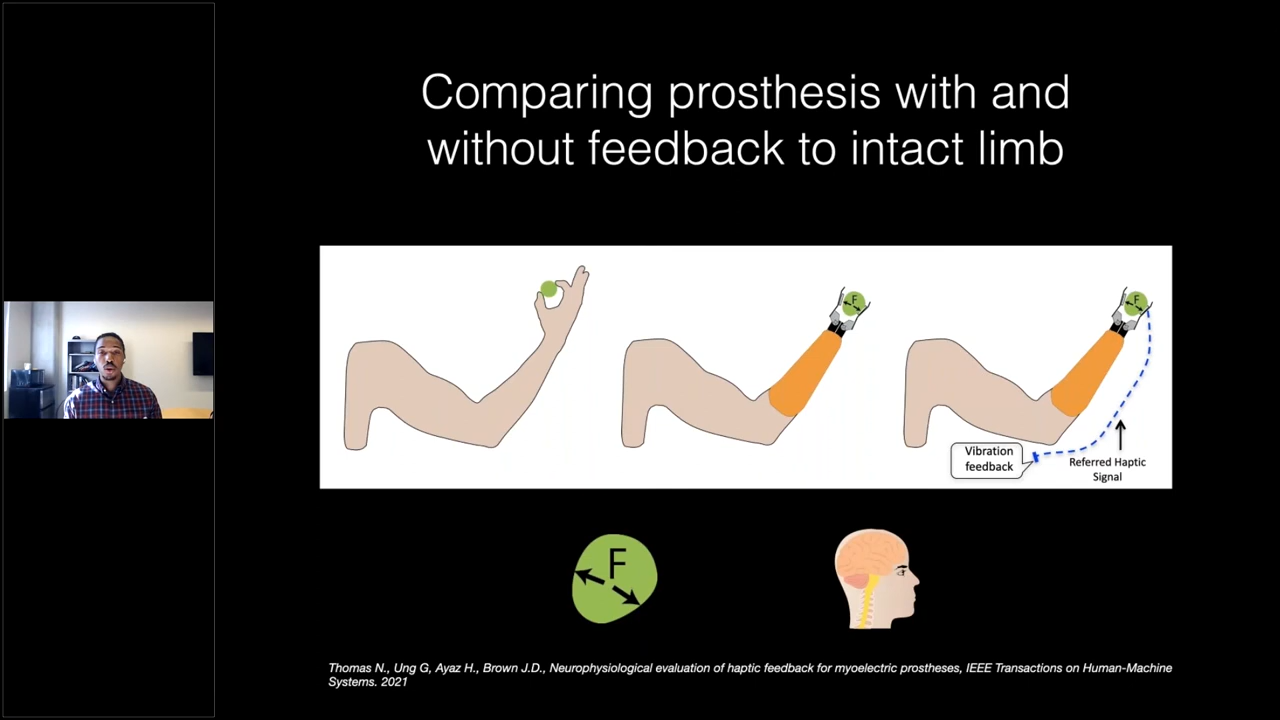 Comparing prosthesis with and
without feedback to intact limb
F
F
Vibration
feedback
Referred Haptic
Signal
F
Thomas N., Ung G, Ayaz H., Brown J.D., Neurophysiological evaluation of haptic feedback for myoelectric prostheses, IEEE Transactions on Human-Machine
Systems. 2021